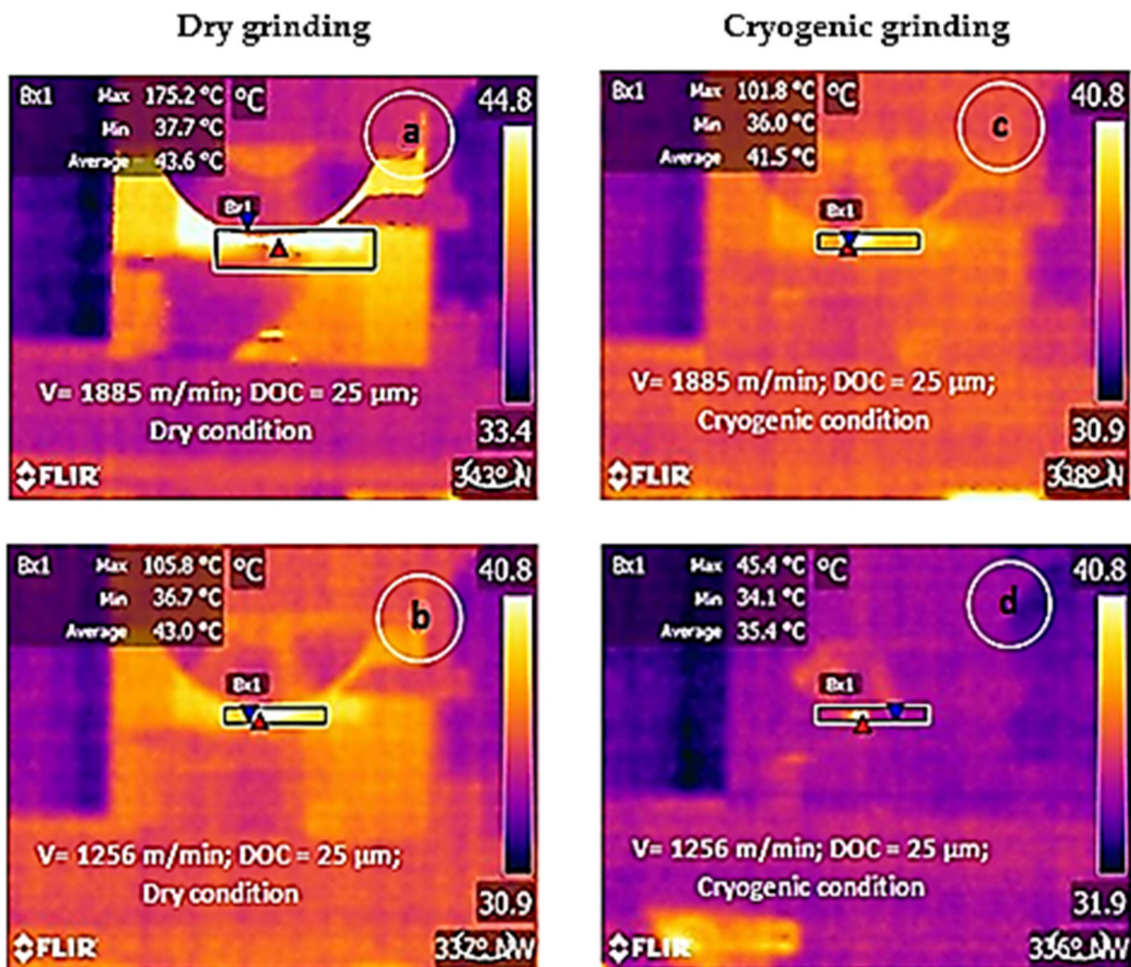 Dry grinding
Cryogenic grinding
Bx1 Max 175.2 °C °C 44.8
Min 37.7 °C
Average 43.6 °C
a
Bx1
V= 1885 m/min; DOC = 25 µm;
Dry condition
33.4
FLIR 343° N
Bx1 Max 101.8 °C °C 40.8
Min 36.0 °C
Average 41.5 °C
c
Bx1
V= 1885 m/min; DOC = 25 µm;
Cryogenic condition
30.9
FLIR 338° N
Bx1 Max 105.8 °C °C 40.8
Min 36.7 °C
Average 43.0 °C
b
Bx1
V= 1256 m/min; DOC = 25 µm;
Dry condition
30.9
FLIR
Bx1 Max 45.4 °C °C 40.8
Min 34.1 °C
Average 35.4 °C
d
Bx1
V= 1256 m/min; DOC = 25 µm;
Cryogenic condition
31.9
FLIR